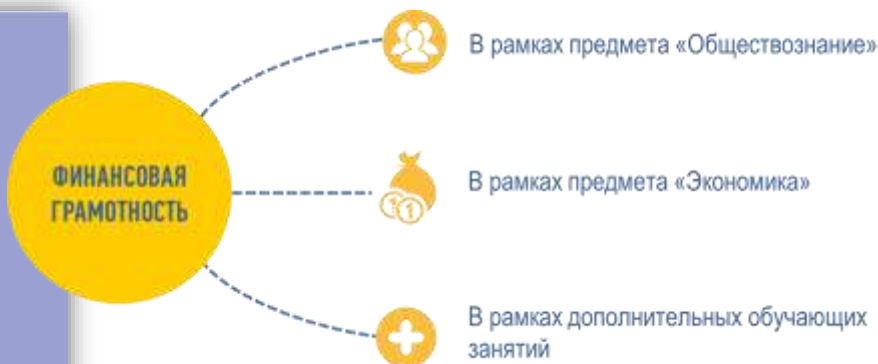 В рамках предмета «Обществознание»
ФИНАНСОВАЯ
ГРАМОТНОСТЬ
В рамках предмета «Экономика»
В рамках дополнительных обучающих
занятий